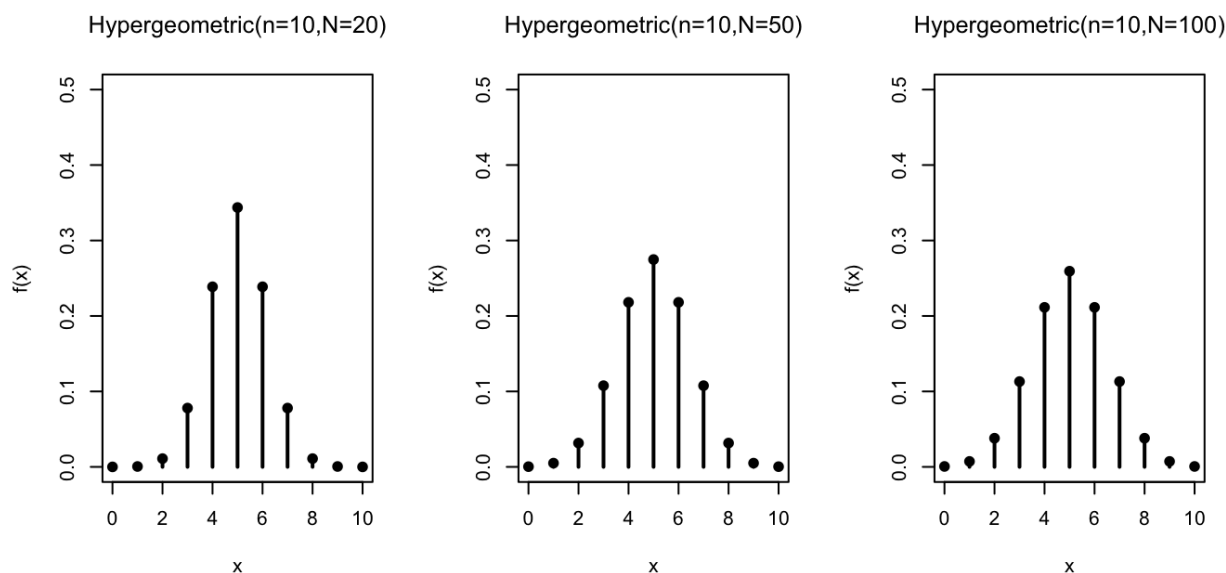 Hypergeometric(n=10,N=20)
f(x)
0.5
0.4
0.3
0.2
0.1
0.0
0 2 4 6 8 10
x
Hypergeometric(n=10,N=50)
f(x)
0.5
0.4
0.3
0.2
0.1
0.0
0 2 4 6 8 10
x
Hypergeometric(n=10,N=100)
f(x)
0.5
0.4
0.3
0.2
0.1
0.0
0 2 4 6 8 10
x